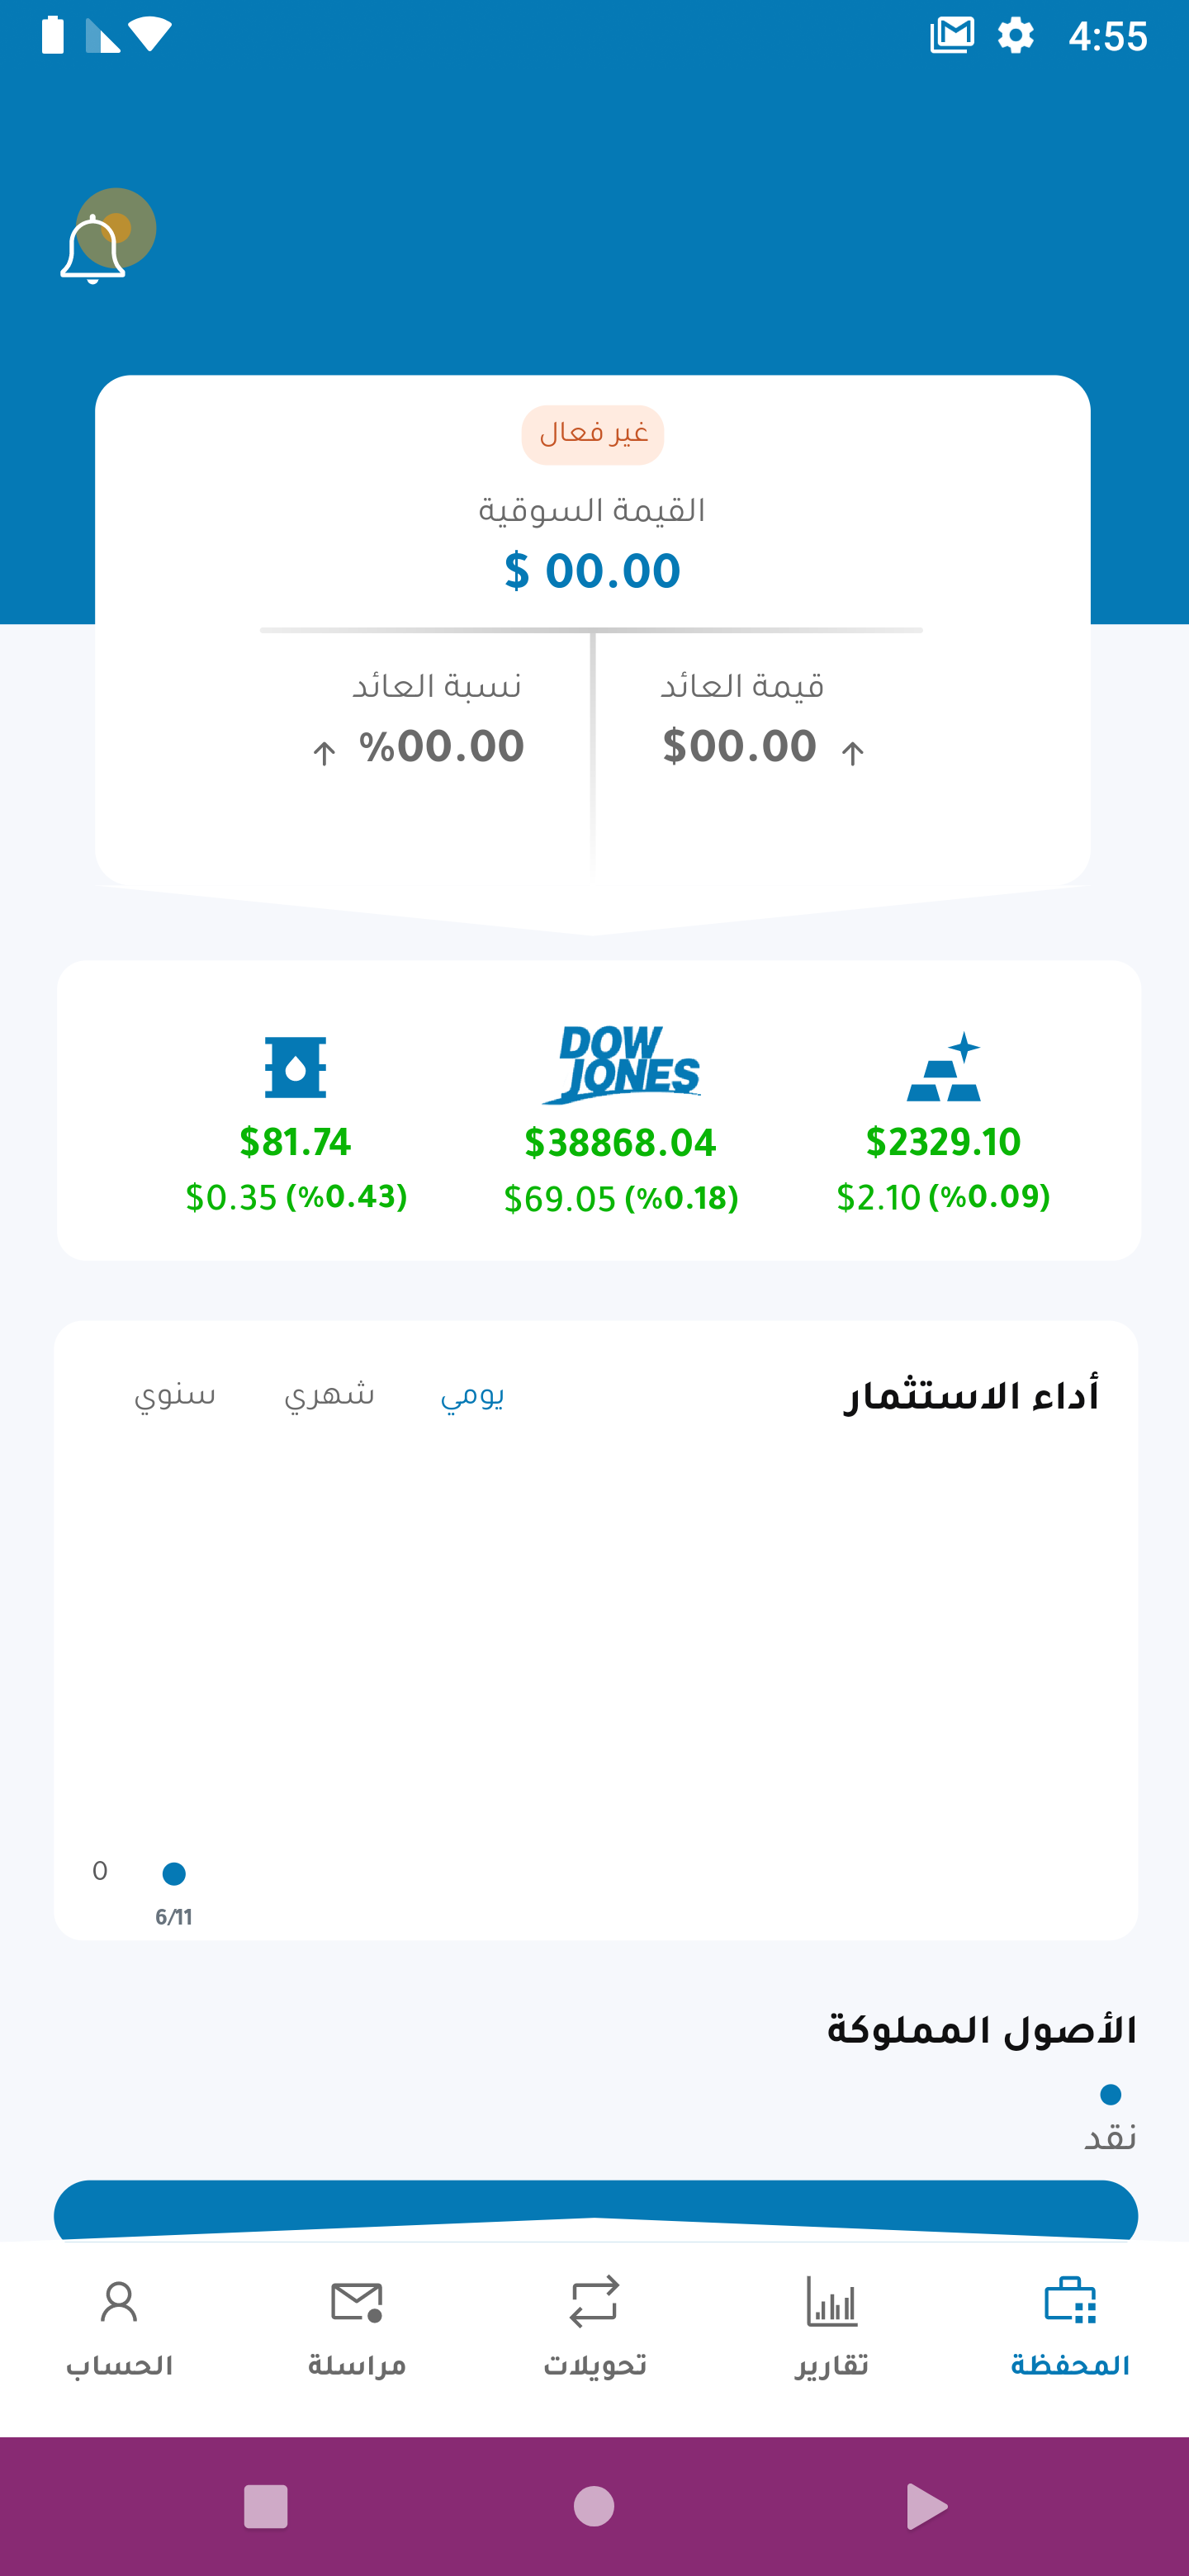 4:55
غير فعال
القيمة السوقية
$ 00.00
قيمة العائد
$00.00
نسبة العائد
%00.00
DOW JONES
$2329.10
$2.10 (%0.09)
$38868.04
$69.05 (%0.18)
$81.74
$0.35 (%0.43)
أداء الاستثمار
يومي شهري سنوي
0
6/11
الأصول المملوكة
نقد
المحفظة
تقارير
تحويلات
مراسلة
الحساب